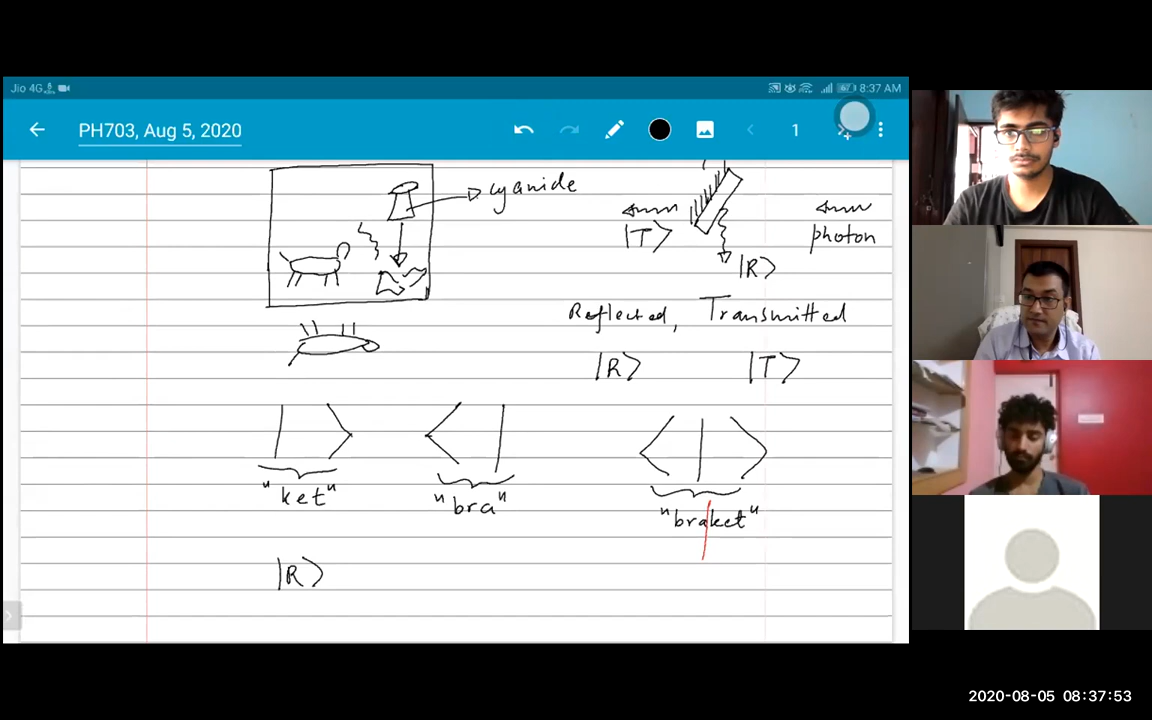 Jio 4G 8:37 AM
PH703, Aug 5, 2020 1
cyanide
|T⟩ photon
|R⟩
Reflected, Transmitted
|R⟩ |T⟩
| ⟩ ⟨ | ⟨ | ⟩
"ket" "bra" "braket"
|R⟩
2020-08-05 08:37:53